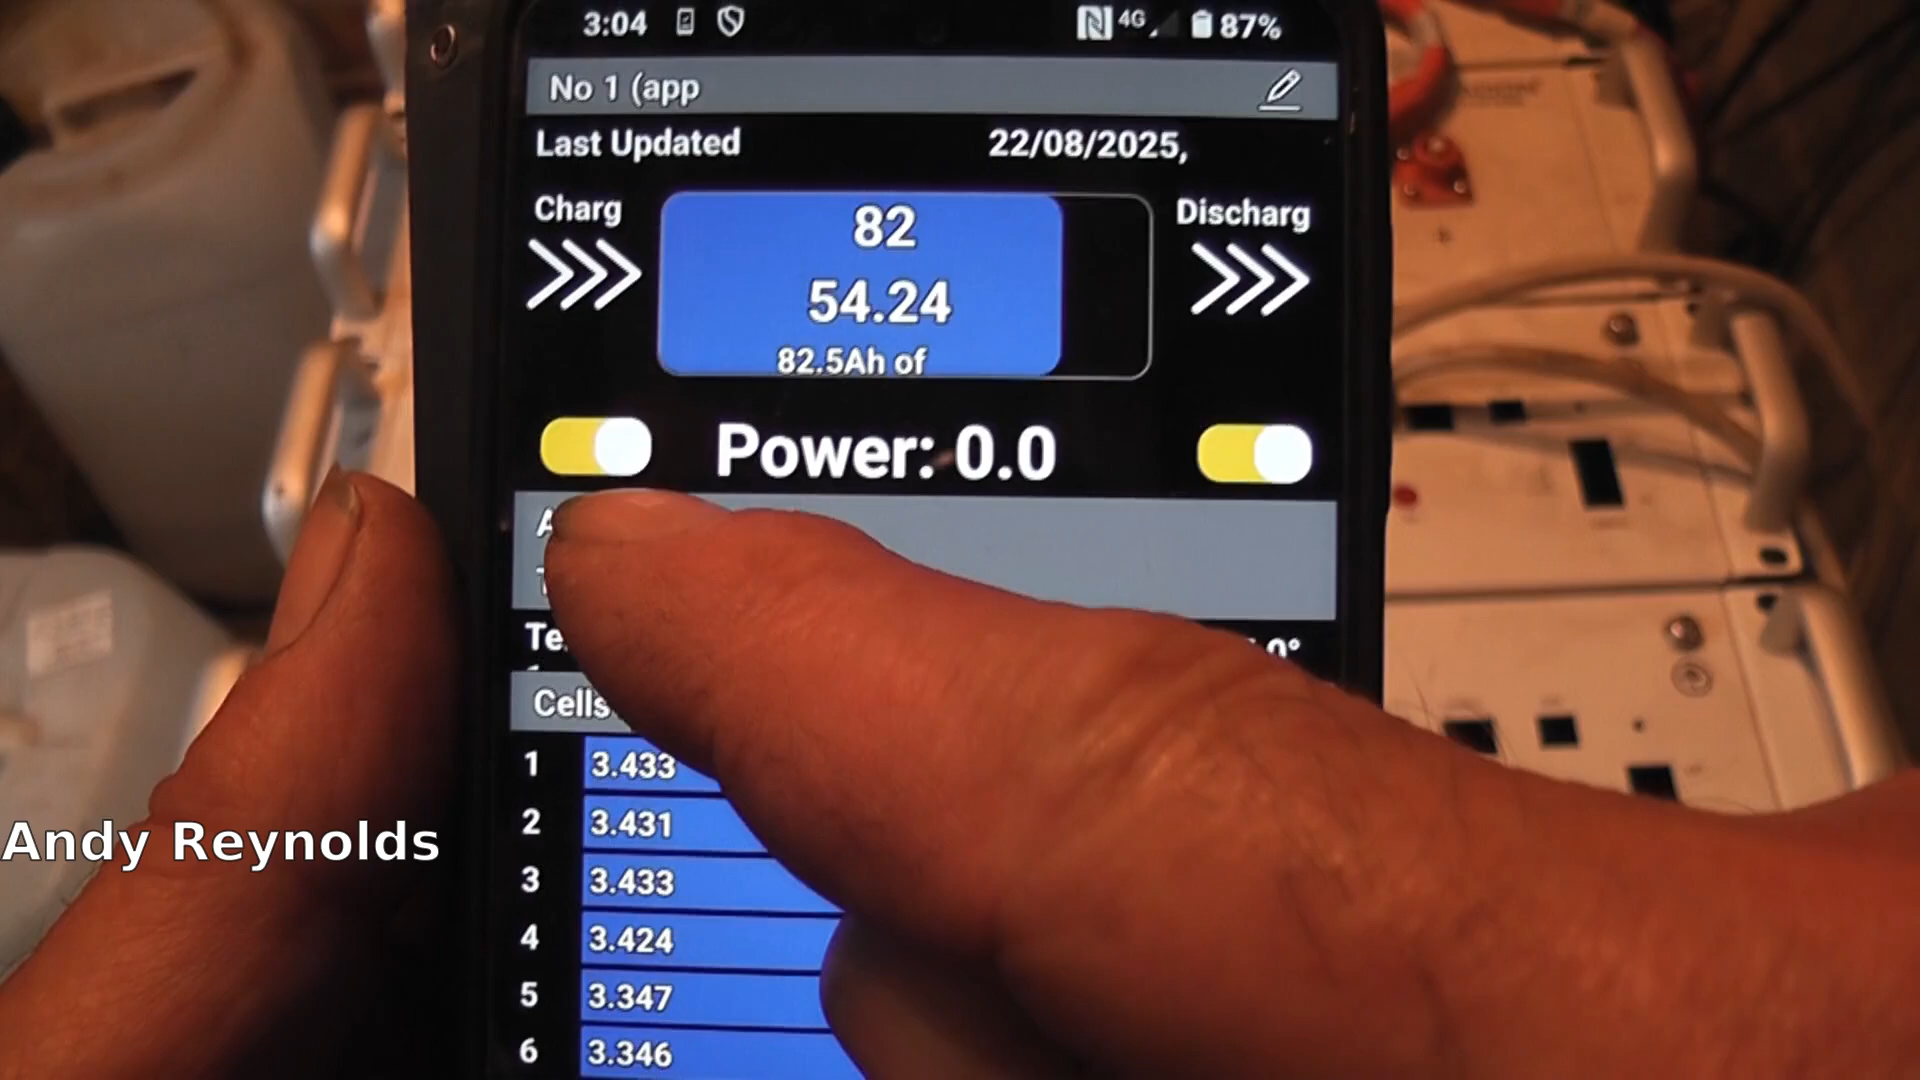 3:04 4G 87%
No 1 (app
Last Updated 22/08/2025,
Charg Discharg
82
54.24
82.5Ah of
Power: 0.0
Cells
1 3.433
2 3.431
3 3.433
4 3.424
5 3.347
6 3.346
Andy Reynolds